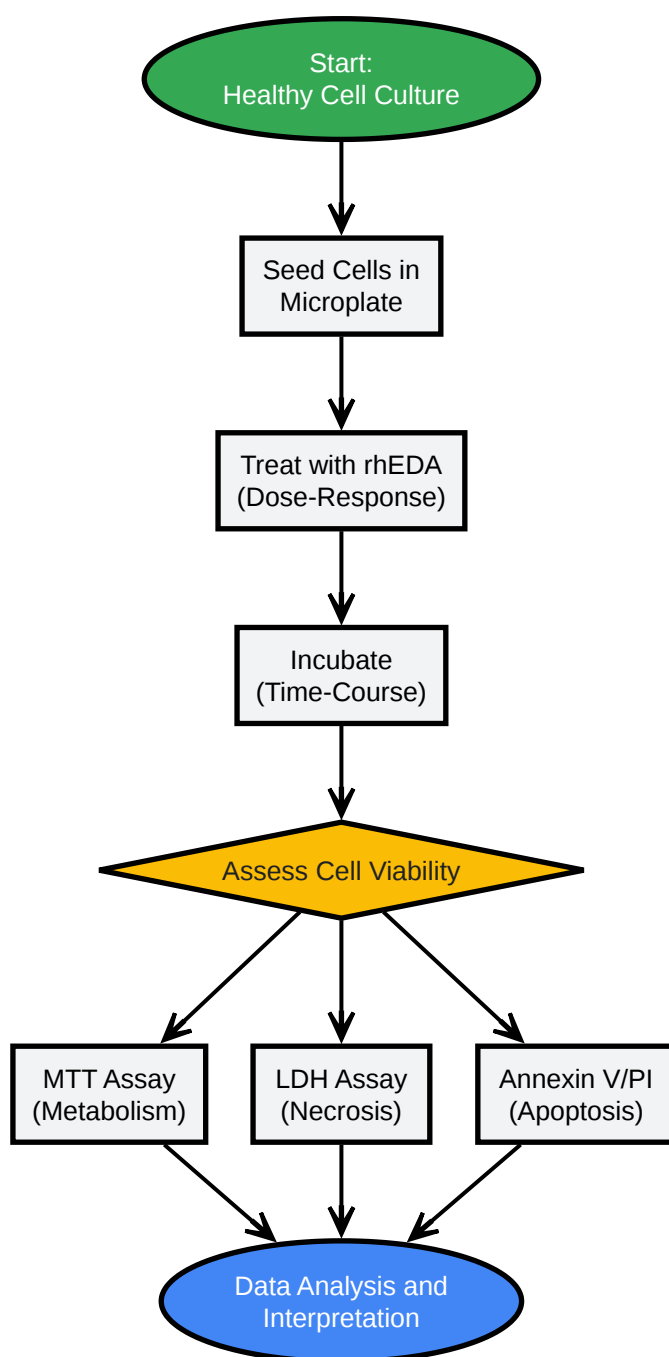 Start:
Healthy Cell Culture
Seed Cells in
Microplate
Treat with rhEDA
(Dose-Response)
Incubate
(Time-Course)
Assess Cell Viability
MTT Assay
(Metabolism)
LDH Assay
(Necrosis)
Annexin V/PI
(Apoptosis)
Data Analysis and
Interpretation